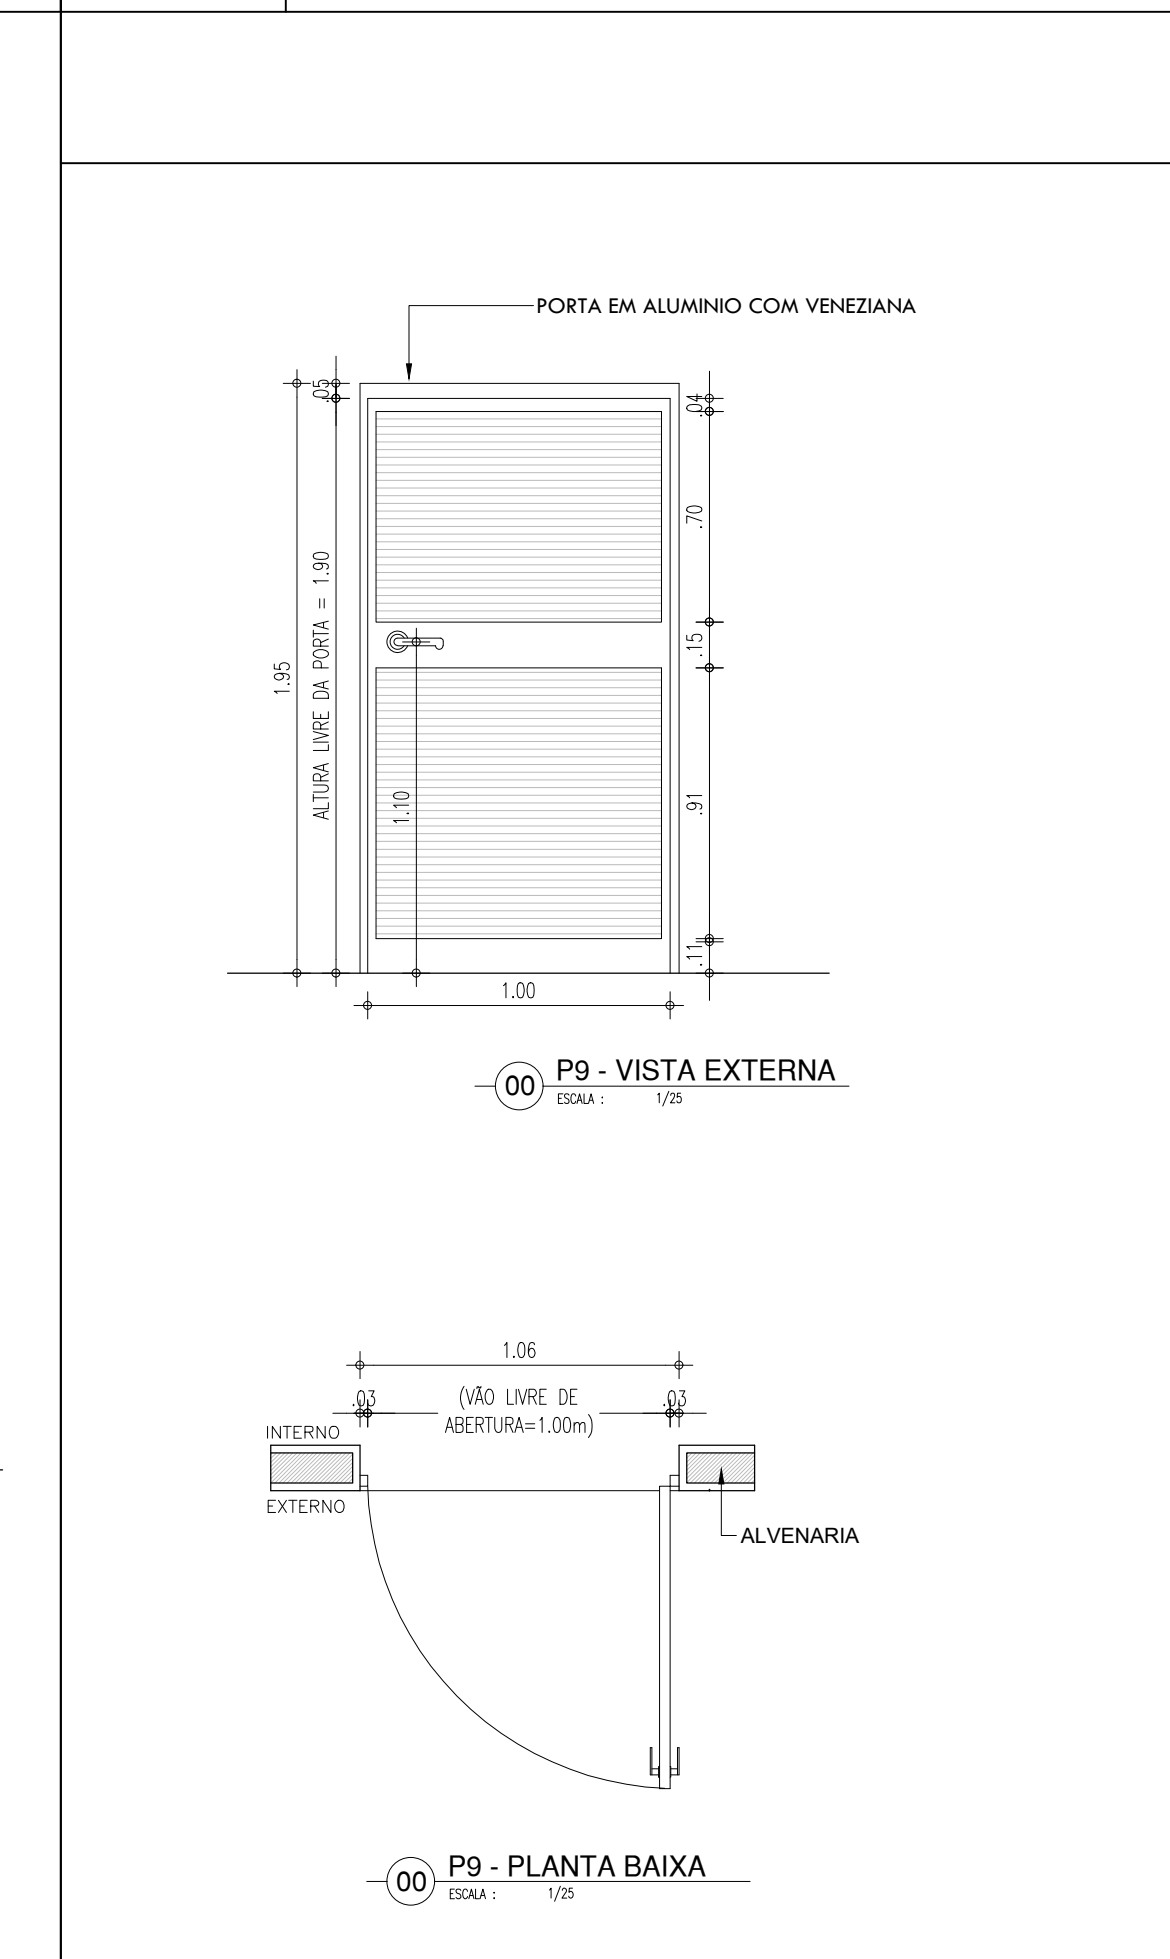 PORTA EM ALUMINIO COM VENEZIANA
.05
.04
.70
.15
1.95
ALTURA LIVRE DA PORTA = 1.90
1.10
.91
.11
1.00
00
P9 - VISTA EXTERNA
ESCALA : 1/25
1.06
.03
(VÃO LIVRE DE
ABERTURA=1.00m)
.03
INTERNO
EXTERNO
ALVENARIA
00
P9 - PLANTA BAIXA
ESCALA : 1/25